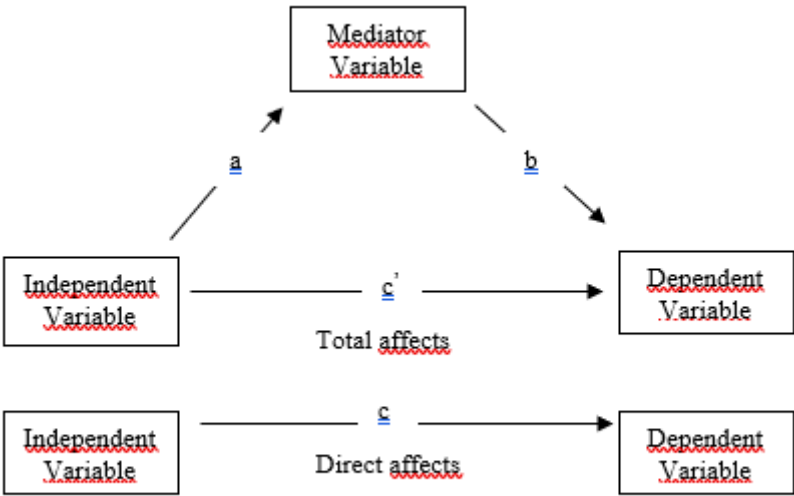 Mediator
Variable
a
b
Independent
Variable
c'
Dependent
Variable
Total affects
Independent
Variable
c
Dependent
Variable
Direct affects